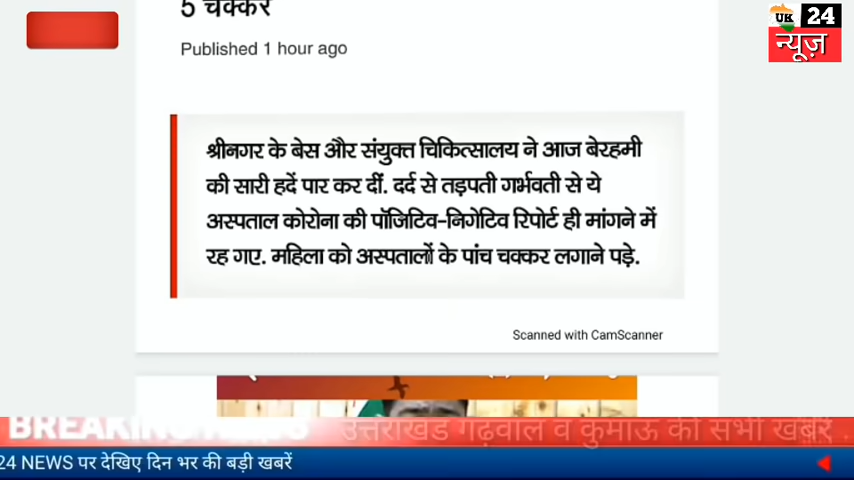 5 चक्कर
Published 1 hour ago
UK 24
न्यूज़
श्रीनगर के बेस और संयुक्त चिकित्सालय ने आज बेरहमी
की सारी हदें पार कर दीं. दर्द से तड़पती गर्भवती से ये
अस्पताल कोरोना की पॉजिटिव-निगेटिव रिपोर्ट ही मांगने में
रह गए. महिला को अस्पतालों के पांच चक्कर लगाने पड़े.
Scanned with CamScanner
BREAKING NEWS
उत्तराखंड गढ़वाल व कुमाऊ की सभी खबरें
24 NEWS पर देखिए दिन भर की बड़ी खबरें